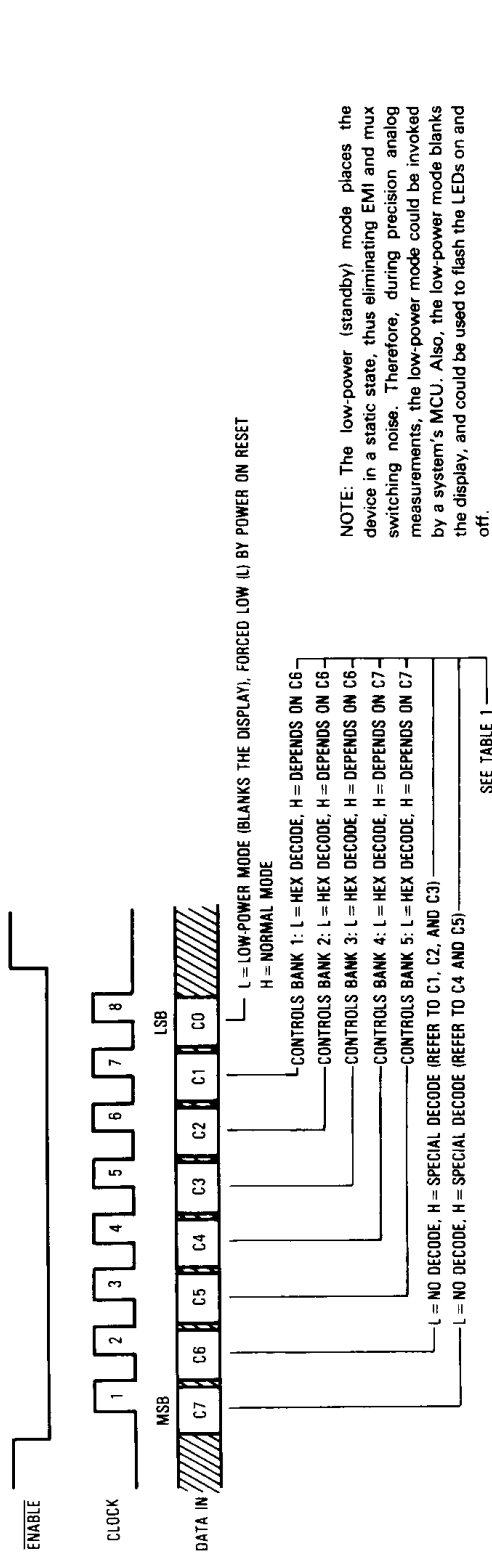 ENABLE
CLOCK
1 2 3 4 5 6 7 8
MSB LSB
DATA IN C7 C6 C5 C4 C3 C2 C1 C0
L = LOW-POWER MODE (BLANKS THE DISPLAY), FORCED LOW (L) BY POWER ON RESET
H = NORMAL MODE
CONTROLS BANK 1: L = HEX DECODE, H = DEPENDS ON C6
CONTROLS BANK 2: L = HEX DECODE, H = DEPENDS ON C6
CONTROLS BANK 3: L = HEX DECODE, H = DEPENDS ON C6
CONTROLS BANK 4: L = HEX DECODE, H = DEPENDS ON C7
CONTROLS BANK 5: L = HEX DECODE, H = DEPENDS ON C7
L = NO DECODE, H = SPECIAL DECODE (REFER TO C1, C2, AND C3)
L = NO DECODE, H = SPECIAL DECODE (REFER TO C4 AND C5)
SEE TABLE 1
NOTE: The low-power (standby) mode places the
device in a static state, thus eliminating EMI and mux
switching noise. Therefore, during precision analog
measurements, the low-power mode could be invoked
by a system's MCU. Also, the low-power mode blanks
the display, and could be used to flash the LEDs on and
off.